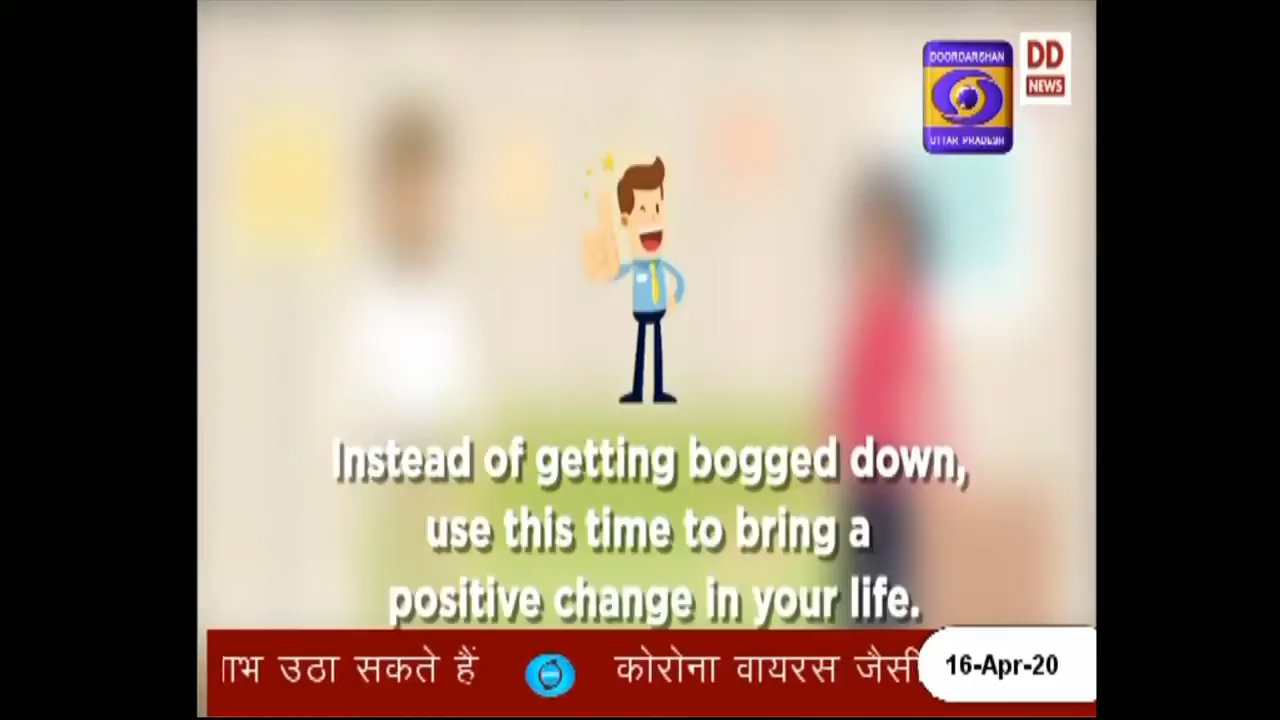 DOORDARSHAN
UTTAR PRADESH
DD
NEWS
Instead of getting bogged down,
use this time to bring a
positive change in your life.
उठा सकते हैं
कोरोना वायरस जैसी
16-Apr-20